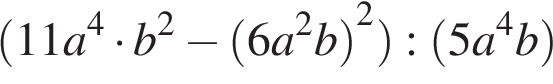 (11a⁴ · b² − (6a²b)²) : (5a⁴b)